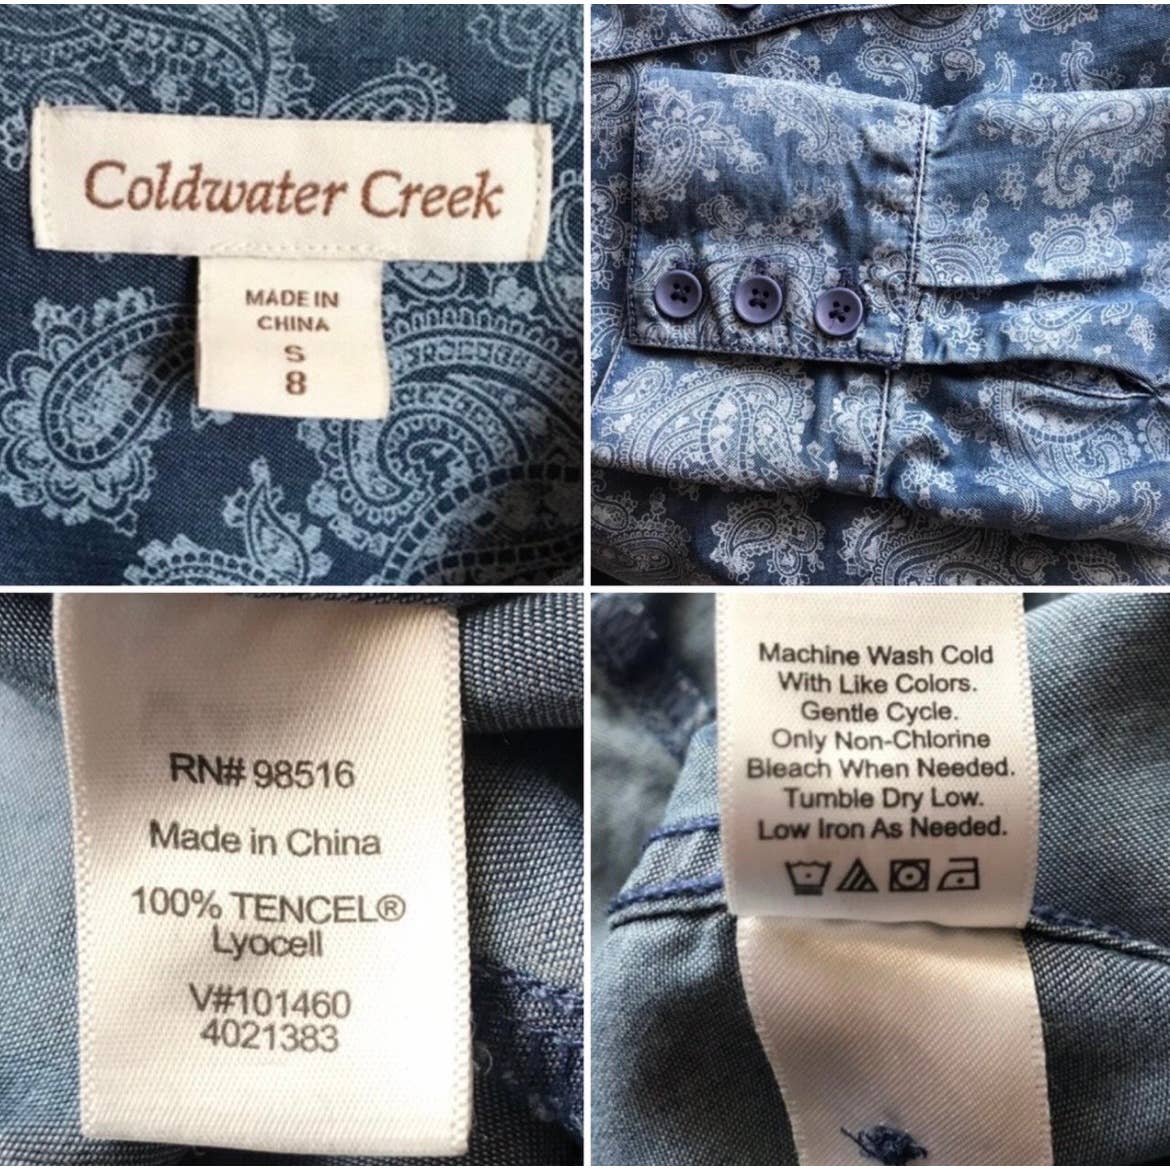 Coldwater Creek
MADE IN
CHINA
S
8
RN# 98516
Made in China
100% TENCEL®
Lyocell
V#101460
4021383
Machine Wash Cold
With Like Colors.
Gentle Cycle.
Only Non-Chlorine
Bleach When Needed.
Tumble Dry Low.
Low Iron As Needed.